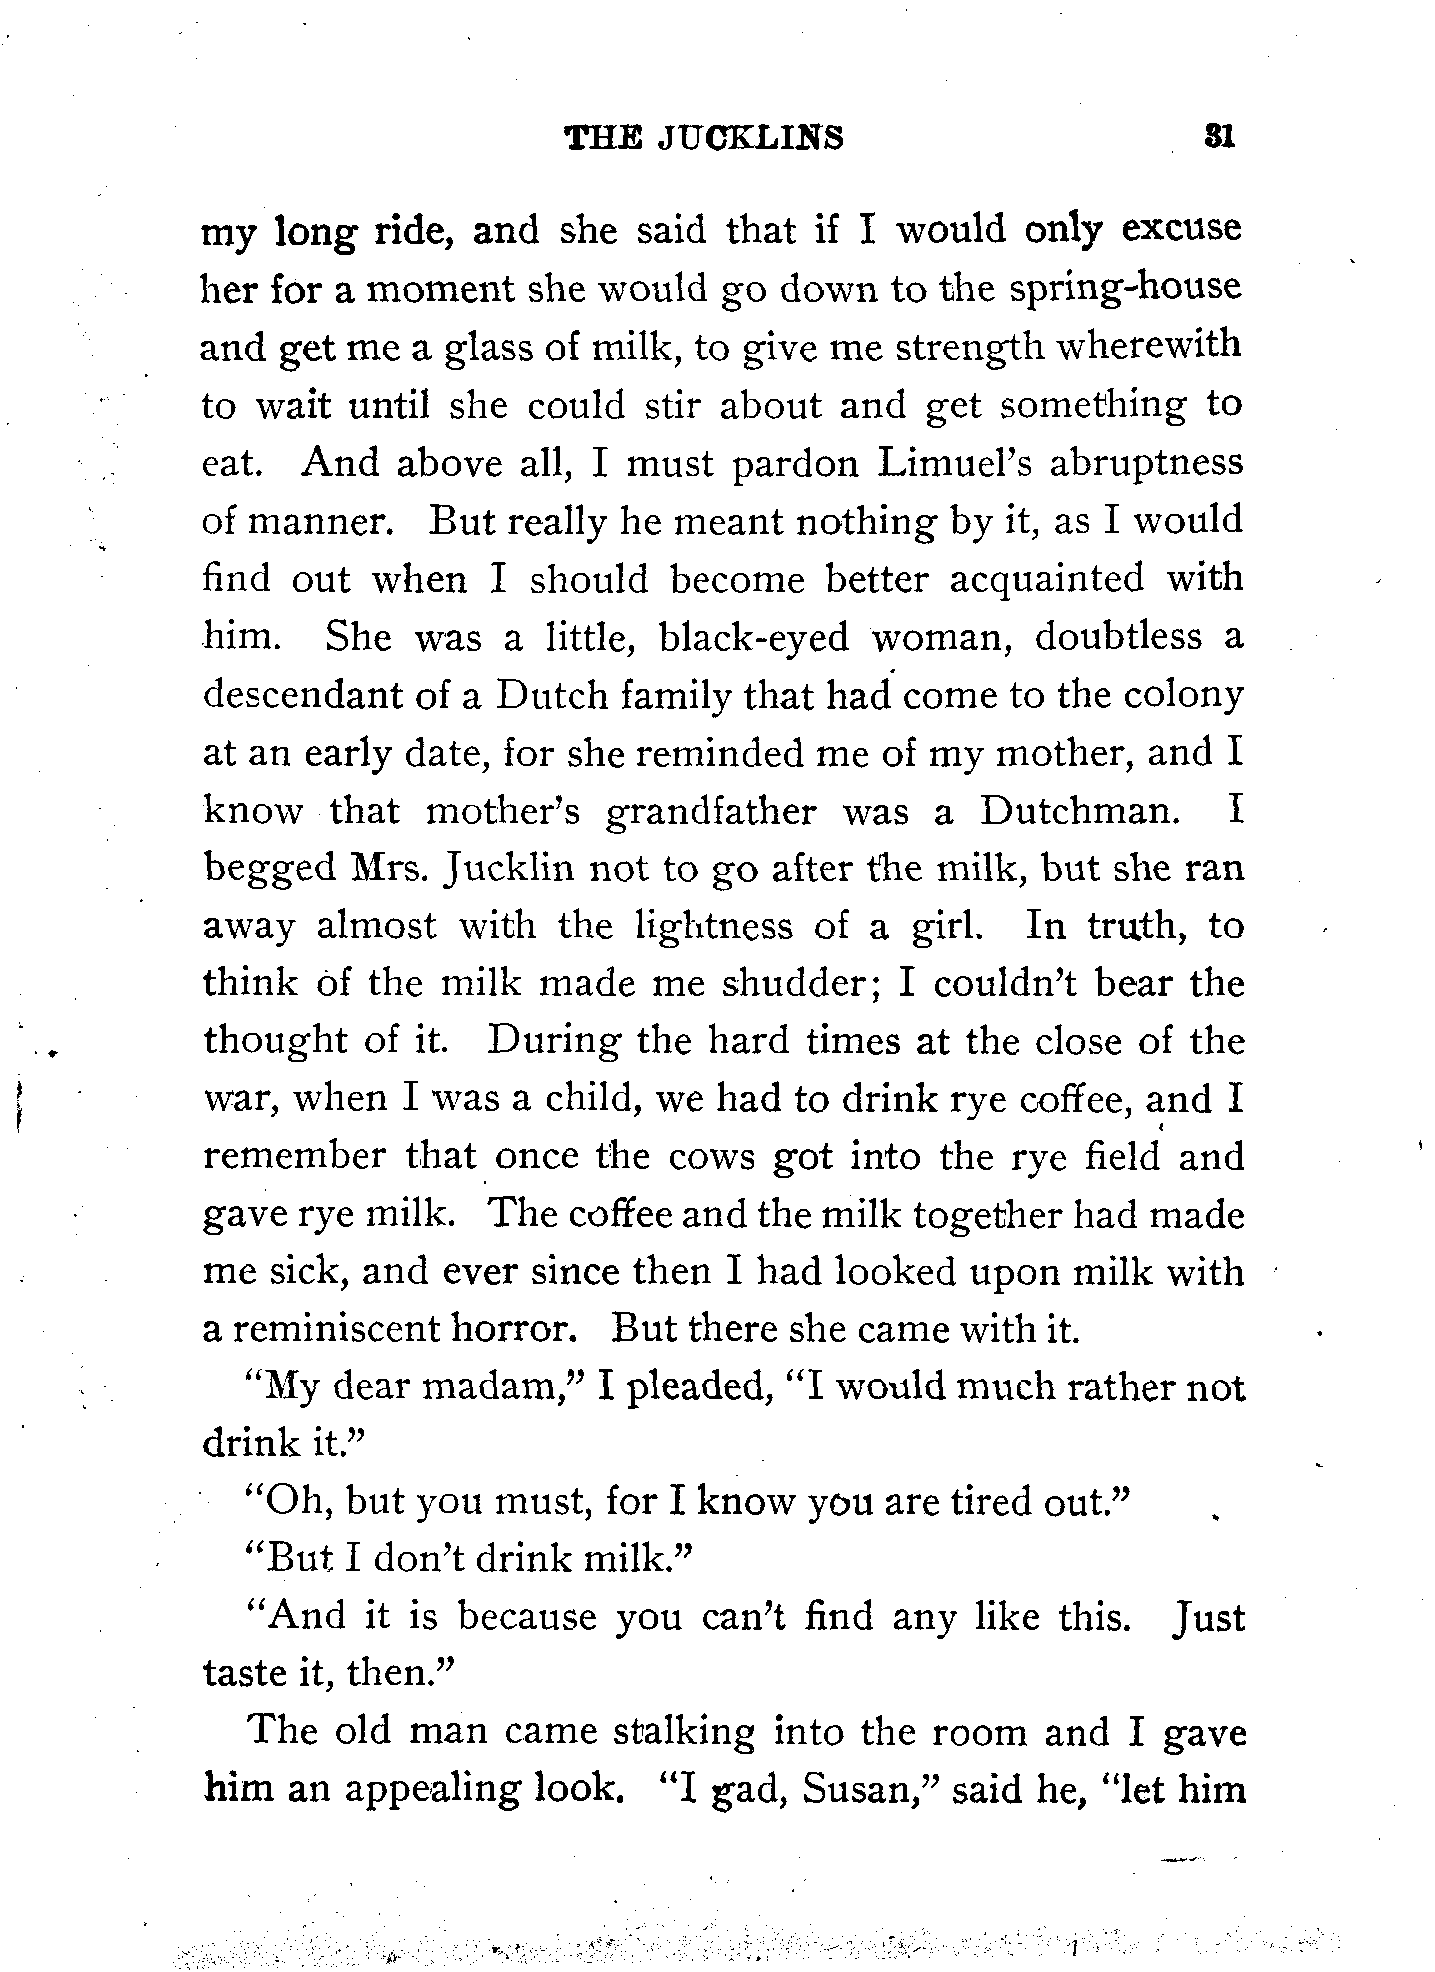 THE JUCKLINS 31
my long ride, and she said that if I would only excuse
her for a moment she would go down to the spring-house
and get me a glass of milk, to give me strength wherewith
to wait until she could stir about and get something to
eat. And above all, I must pardon Limuel's abruptness
of manner. But really he meant nothing by it, as I would
find out when I should become better acquainted with
him. She was a little, black-eyed woman, doubtless a
descendant of a Dutch family that had come to the colony
at an early date, for she reminded me of my mother, and I
know that mother's grandfather was a Dutchman. I
begged Mrs. Jucklin not to go after the milk, but she ran
away almost with the lightness of a girl. In truth, to
think of the milk made me shudder; I couldn't bear the
thought of it. During the hard times at the close of the
war, when I was a child, we had to drink rye coffee, and I
remember that once the cows got into the rye field and
gave rye milk. The coffee and the milk together had made
me sick, and ever since then I had looked upon milk with
a reminiscent horror. But there she came with it.
"My dear madam," I pleaded, "I would much rather not
drink it."
"Oh, but you must, for I know you are tired out."
"But I don't drink milk."
"And it is because you can't find any like this. Just
taste it, then."
The old man came stalking into the room and I gave
him an appealing look. "I gad, Susan," said he, "let him